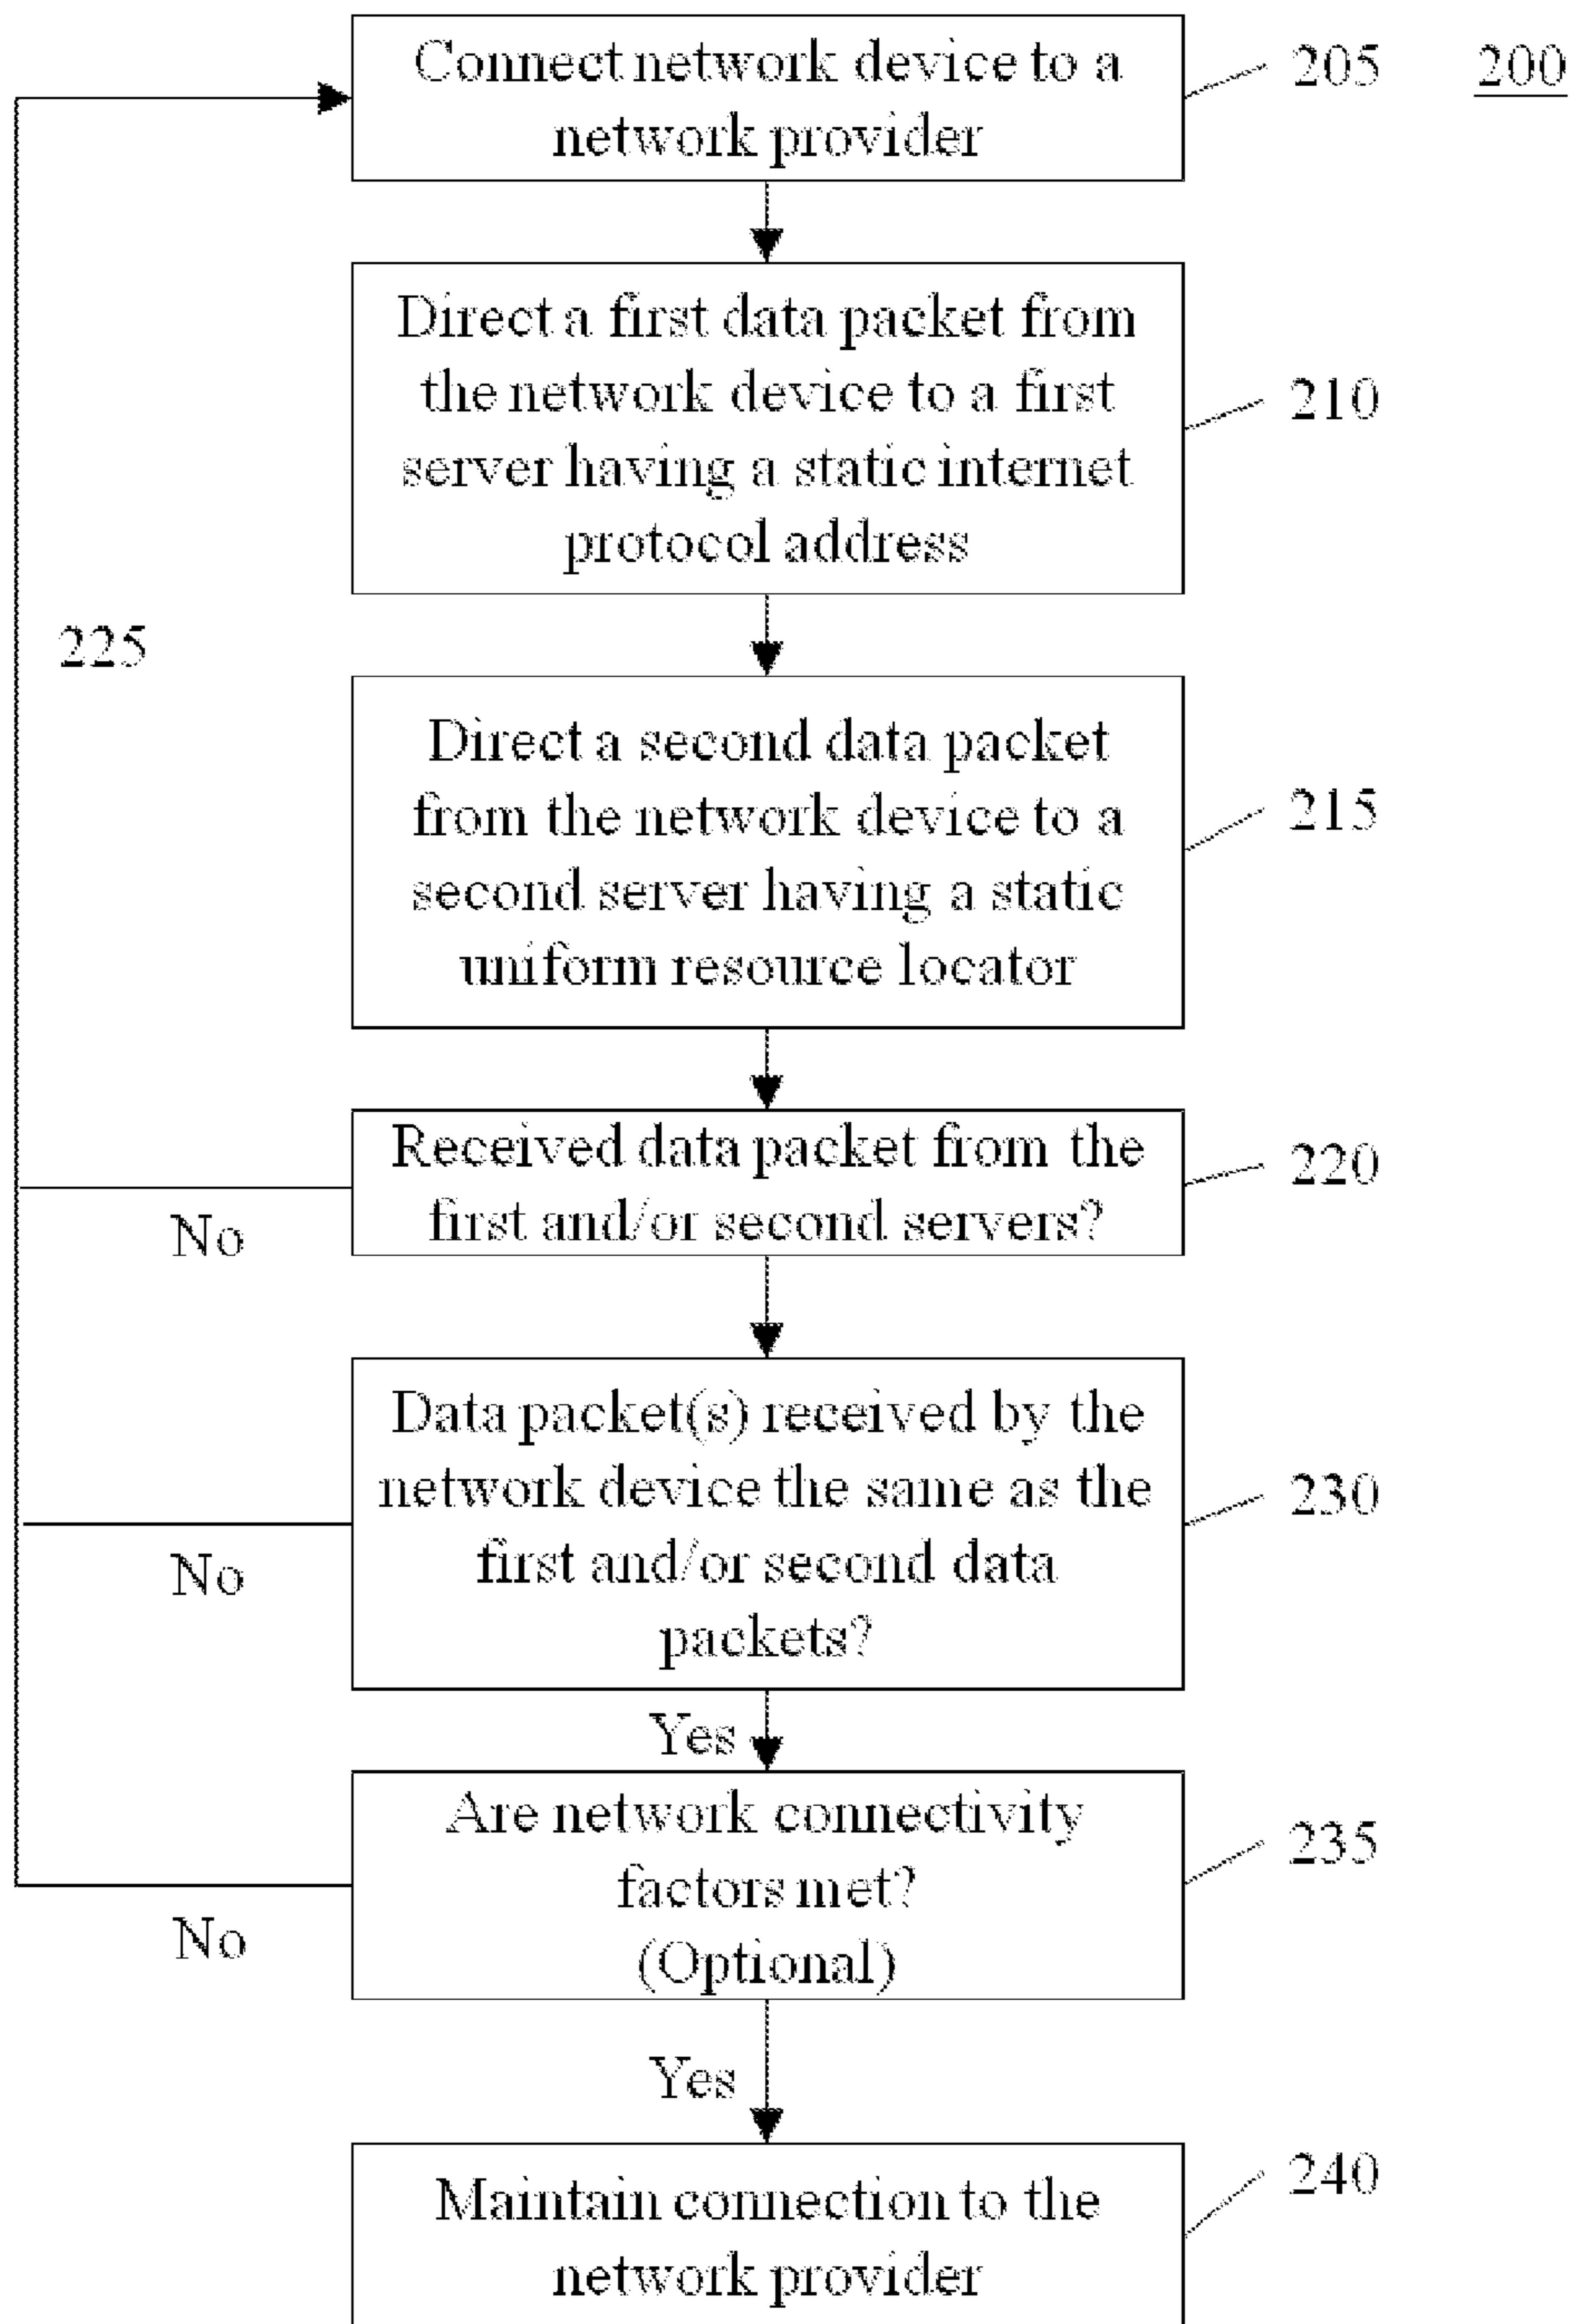 Connect network device to a
network provider
205
200
Direct a first data packet from
the network device to a first
server having a static internet
protocol address
210
225
Direct a second data packet
from the network device to a
second server having a static
uniform resource locator
215
Received data packet from the
first and/or second servers?
220
No
Data packet(s) received by the
network device the same as the
first and/or second data
packets?
230
No
Yes
Are network connectivity
factors met?
(Optional)
235
No
Yes
Maintain connection to the
network provider
240